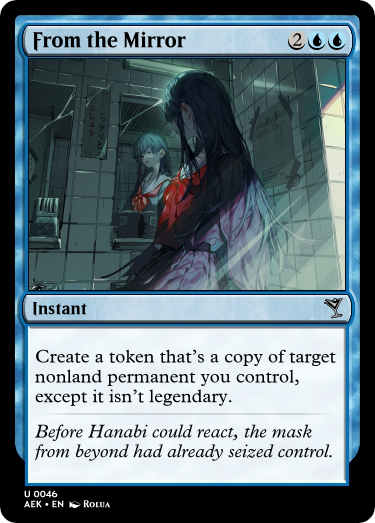 From the Mirror 2
Instant
Create a token that's a copy of target
nonland permanent you control,
except it isn't legendary.
Before Hanabi could react, the mask
from beyond had already seized control.
U 0046
AEK • EN Rolua